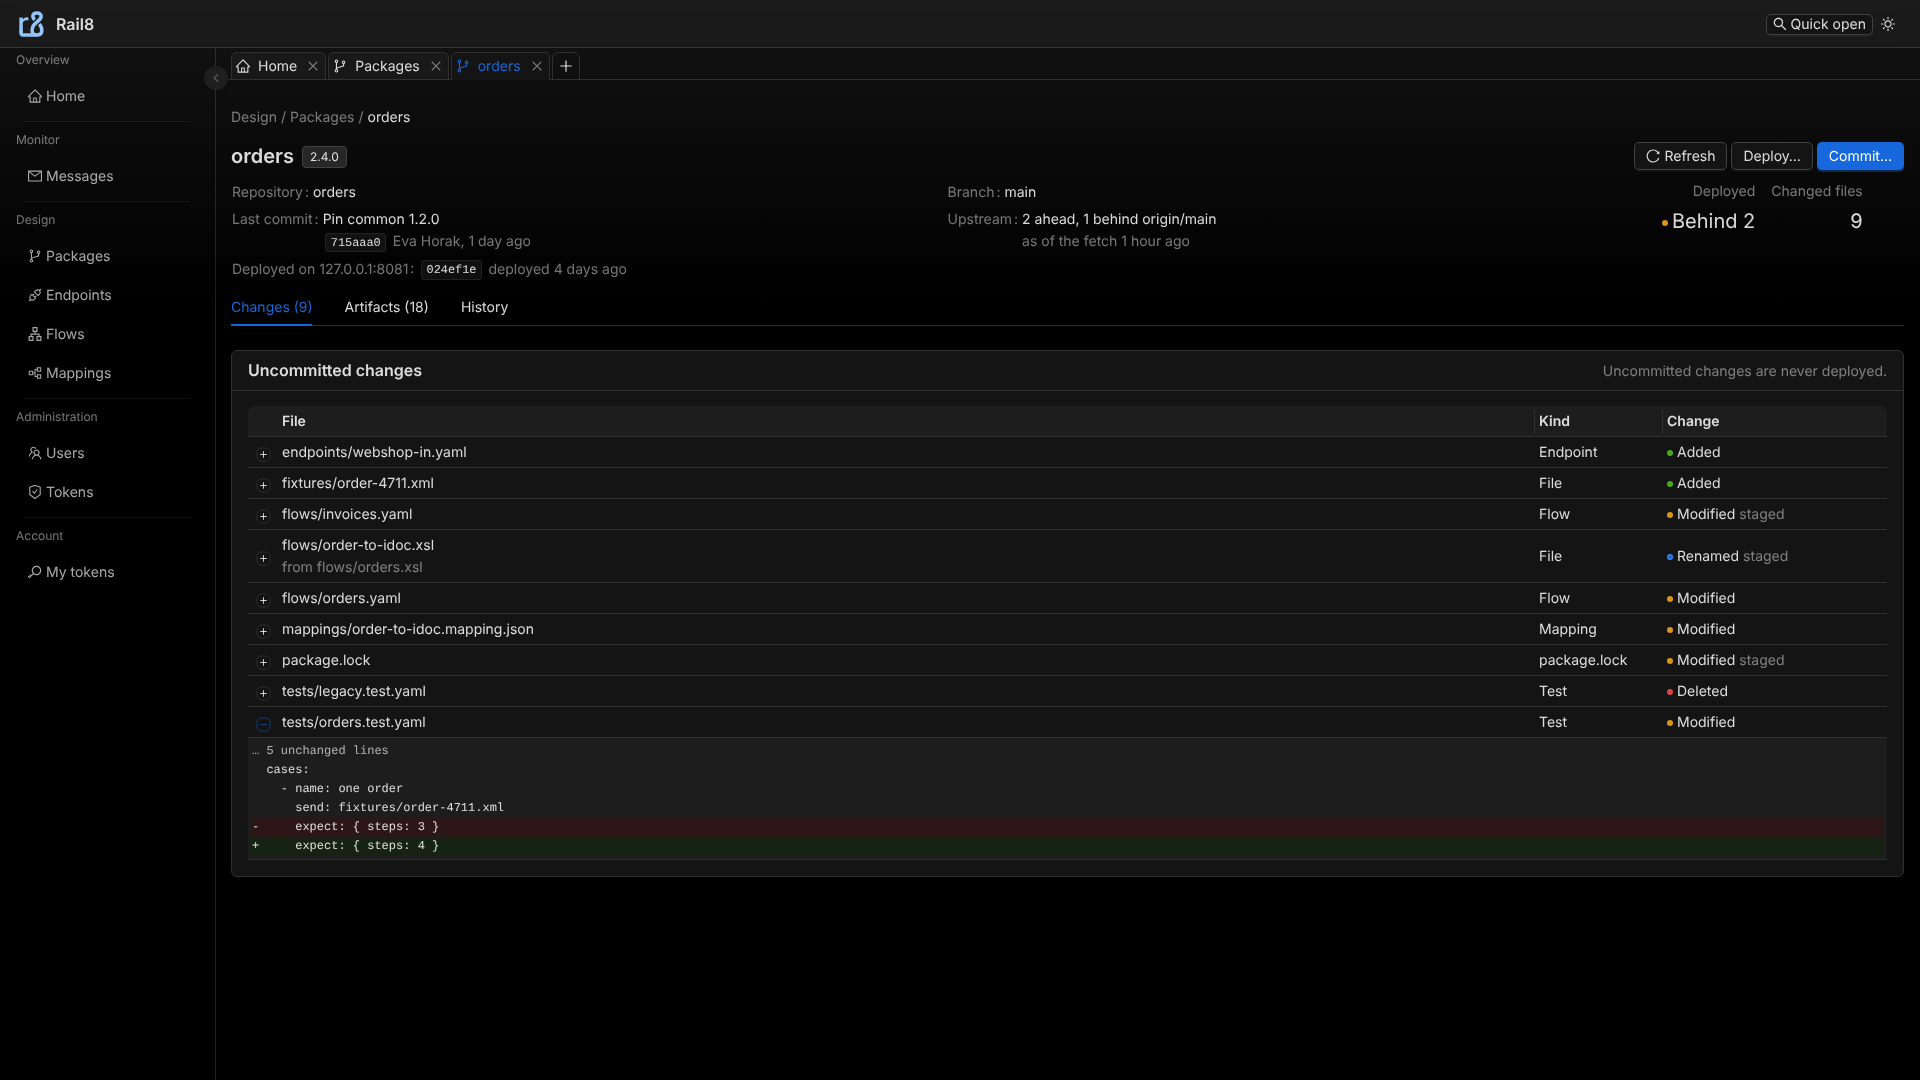 r8 Rail8
Quick open
Overview
Home
Monitor
Messages
Design
Packages
Endpoints
Flows
Mappings
Administration
Users
Tokens
Account
My tokens
Home
Packages
orders
Design / Packages / orders
orders 2.4.0
Refresh
Deploy...
Commit...
Repository: orders
Branch: main
Deployed
Changed files
Last commit: Pin common 1.2.0
Upstream: 2 ahead, 1 behind origin/main
Behind 2
9
715aaa0 Eva Horak, 1 day ago
as of the fetch 1 hour ago
Deployed on 127.0.0.1:8081: 024ef1e deployed 4 days ago
Changes (9)
Artifacts (18)
History
Uncommitted changes
Uncommitted changes are never deployed.
File Kind Change
endpoints/webshop-in.yaml Endpoint Added
fixtures/order-4711.xml File Added
flows/invoices.yaml Flow Modified staged
flows/order-to-idoc.xsl File Renamed staged
from flows/orders.xsl
flows/orders.yaml Flow Modified
mappings/order-to-idoc.mapping.json Mapping Modified
package.lock package.lock Modified staged
tests/legacy.test.yaml Test Deleted
tests/orders.test.yaml Test Modified
… 5 unchanged lines
cases:
- name: one order
send: fixtures/order-4711.xml
- expect: { steps: 3 }
+ expect: { steps: 4 }